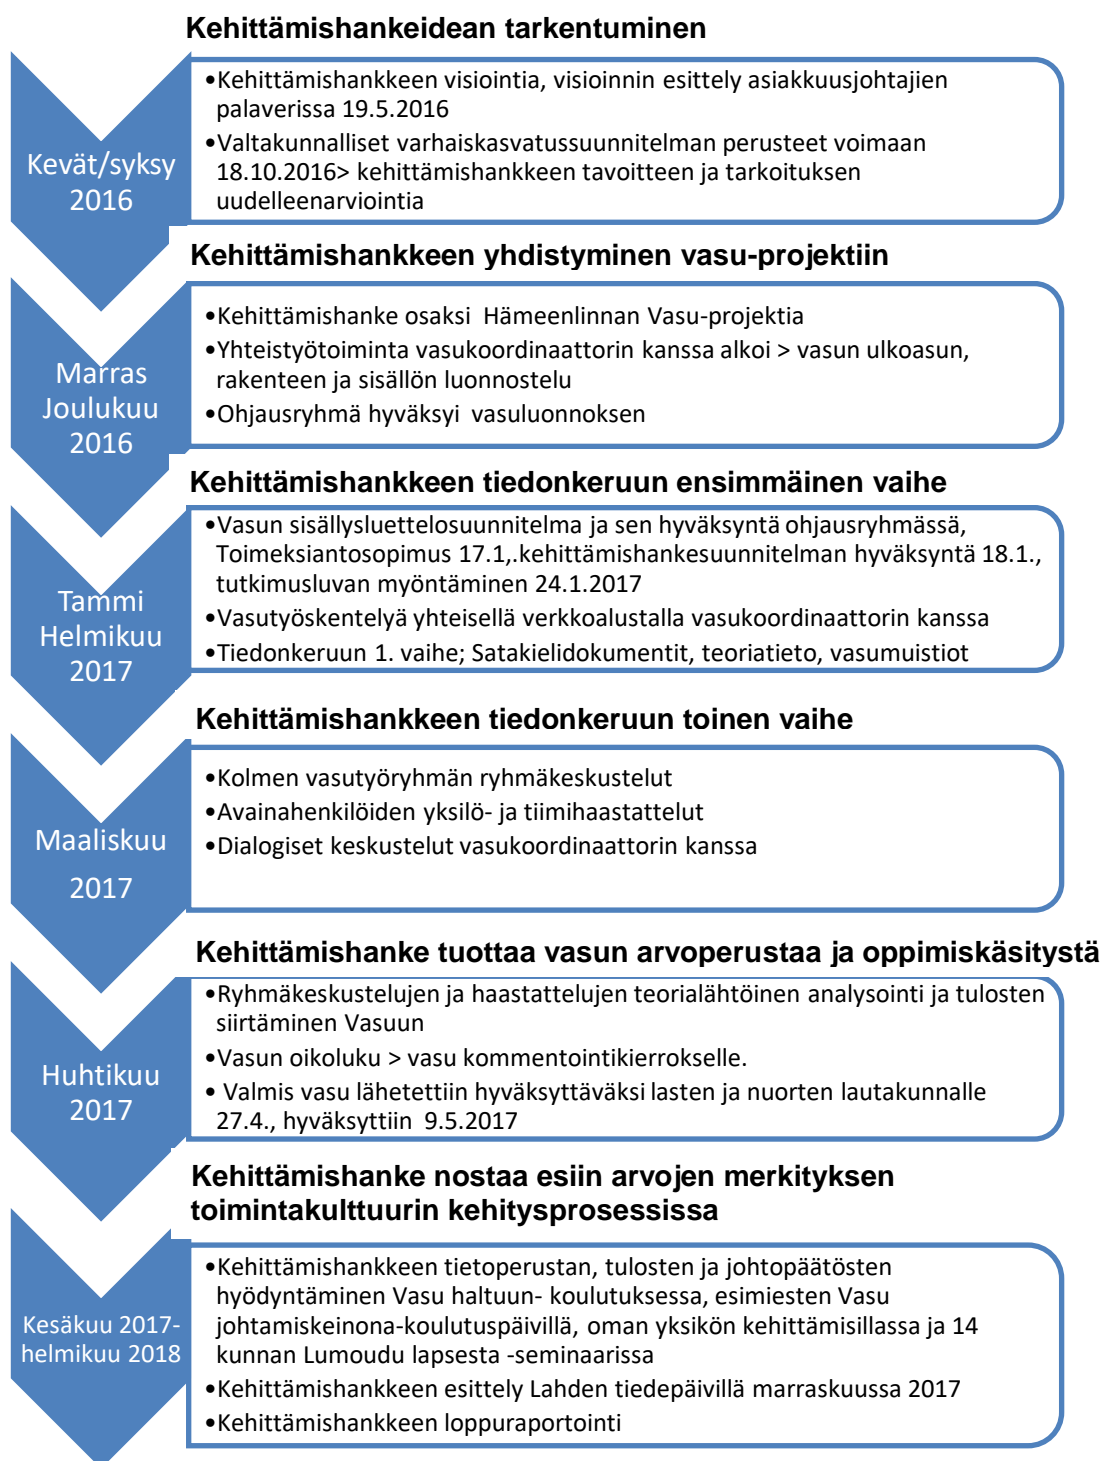 Kehittämishankeidean tarkentuminen
Kevät/syksy
2016
•Kehittämishankkeen visiointia, visioinnin esittely asiakkuusjohtajien
palaverissa 19.5.2016
•Valtakunnalliset varhaiskasvatussuunnitelman perusteet voimaan
18.10.2016> kehittämishankkeen tavoitteen ja tarkoituksen
uudelleenarviointia
Kehittämishankkeen yhdistyminen vasu-projektiin
Marras
Joulukuu
2016
•Kehittämishanke osaksi Hämeenlinnan Vasu-projektia
•Yhteistyötoiminta vasukoordinaattorin kanssa alkoi > vasun ulkoasun,
rakenteen ja sisällön luonnostelu
•Ohjausryhmä hyväksyi vasuluonnoksen
Kehittämishankkeen tiedonkeruun ensimmäinen vaihe
Tammi
Helmikuu
2017
•Vasun sisällysluettelosuunnitelma ja sen hyväksyntä ohjausryhmässä,
Toimeksiantosopimus 17.1,.kehittämishankesuunnitelman hyväksyntä 18.1.,
tutkimusluvan myöntäminen 24.1.2017
•Vasutyöskentelyä yhteisellä verkkoalustalla vasukoordinaattorin kanssa
•Tiedonkeruun 1. vaihe; Satakielidokumentit, teoriatieto, vasumuistiot
Kehittämishankkeen tiedonkeruun toinen vaihe
Maaliskuu
2017
•Kolmen vasutyöryhmän ryhmäkeskustelut
•Avainahenkilöiden yksilö- ja tiimihaastattelut
•Dialogiset keskustelut vasukoordinaattorin kanssa
Kehittämishanke tuottaa vasun arvoperustaa ja oppimiskäsitystä
Huhtikuu
2017
•Ryhmäkeskustelujen ja haastattelujen teorialähtöinen analysointi ja tulosten
siirtäminen Vasuun
•Vasun oikoluku > vasu kommentointikierrokselle.
• Valmis vasu lähetettiin hyväksyttäväksi lasten ja nuorten lautakunnalle
27.4., hyväksyttiin 9.5.2017
Kehittämishanke nostaa esiin arvojen merkityksen
toimintakulttuurin kehitysprosessissa
Kesäkuu 2017-
helmikuu 2018
•Kehittämishankkeen tietoperustan, tulosten ja johtopäätösten
hyödyntäminen Vasu haltuun- koulutuksessa, esimiesten Vasu
johtamiskeinona-koulutuspäivillä, oman yksikön kehittämisillassa ja 14
kunnan Lumoudu lapsesta -seminaarissa
•Kehittämishankkeen esittely Lahden tiedepäivillä marraskuussa 2017
•Kehittämishankkeen loppuraportointi